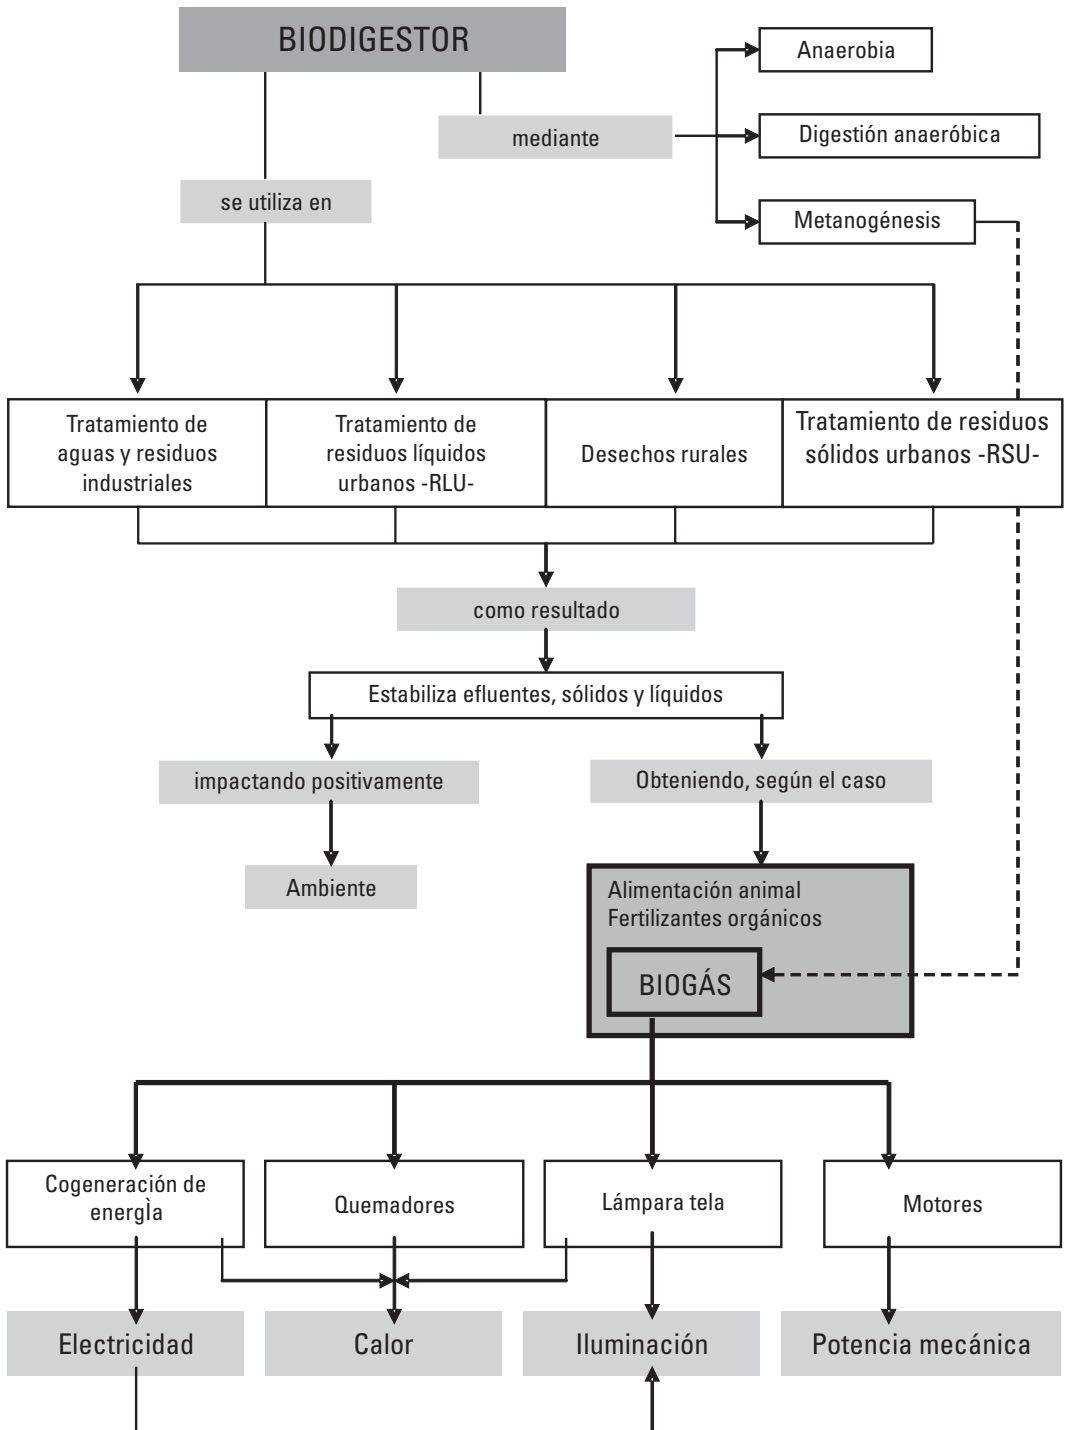 BIODIGESTOR
Anaerobia
mediante
Digestión anaeróbica
se utiliza en
Metanogénesis
Tratamiento de
aguas y residuos
industriales
Tratamiento de
residuos líquidos
urbanos -RLU-
Desechos rurales
Tratamiento de residuos
sólidos urbanos -RSU-
como resultado
Estabiliza efluentes, sólidos y líquidos
impactando positivamente
Obteniendo, según el caso
Ambiente
Alimentación animal
Fertilizantes orgánicos
BIOGÁS
Cogeneración de
energÌa
Quemadores
Lámpara tela
Motores
Electricidad
Calor
Iluminación
Potencia mecánica